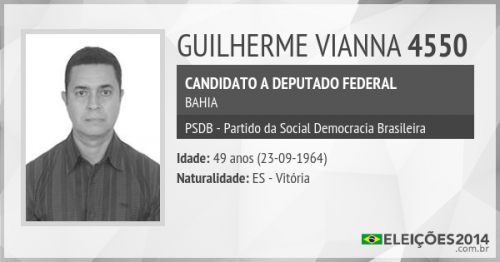 GUILHERME VIANNA 4550
CANDIDATO A DEPUTADO FEDERAL
BAHIA
PSDB - Partido da Social Democracia Brasileira
Idade: 49 anos (23-09-1964)
Naturalidade: ES - Vitória
ELEIÇÕES2014
.com.br